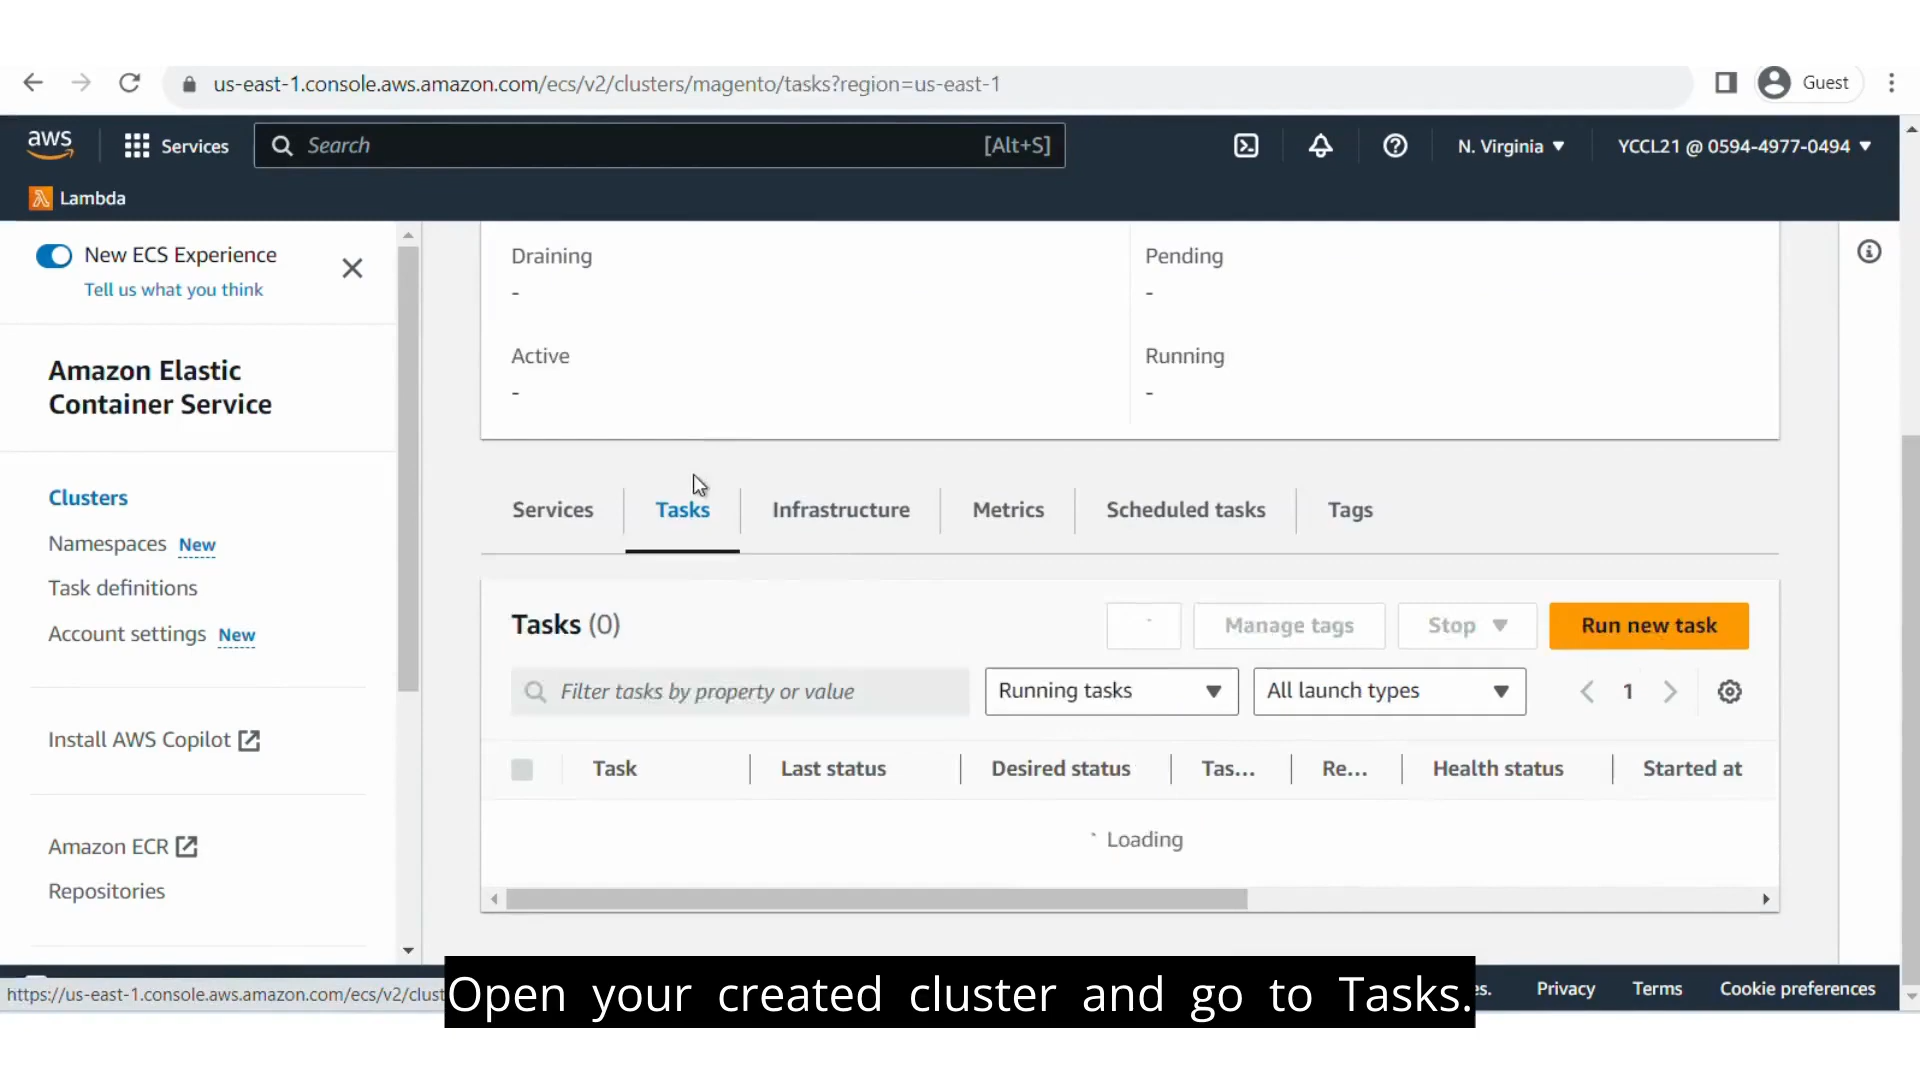 us-east-1.console.aws.amazon.com/ecs/v2/clusters/magento/tasks?region=us-east-1
Guest
aws
Services
Search
[Alt+S]
N. Virginia
YCCL21 @ 0594-4977-0494
Lambda
New ECS Experience
Tell us what you think
Amazon Elastic
Container Service
Clusters
Namespaces New
Task definitions
Account settings New
Install AWS Copilot
Amazon ECR
Repositories
Draining
-
Pending
-
Active
-
Running
-
Services
Tasks
Infrastructure
Metrics
Scheduled tasks
Tags
Tasks (0)
Manage tags
Stop
Run new task
Filter tasks by property or value
Running tasks
All launch types
1
Task
Last status
Desired status
Tas...
Re...
Health status
Started at
Loading
https://us-east-1.console.aws.amazon.com/ecs/v2/clust
Open your created cluster and go to Tasks.
es.
Privacy
Terms
Cookie preferences